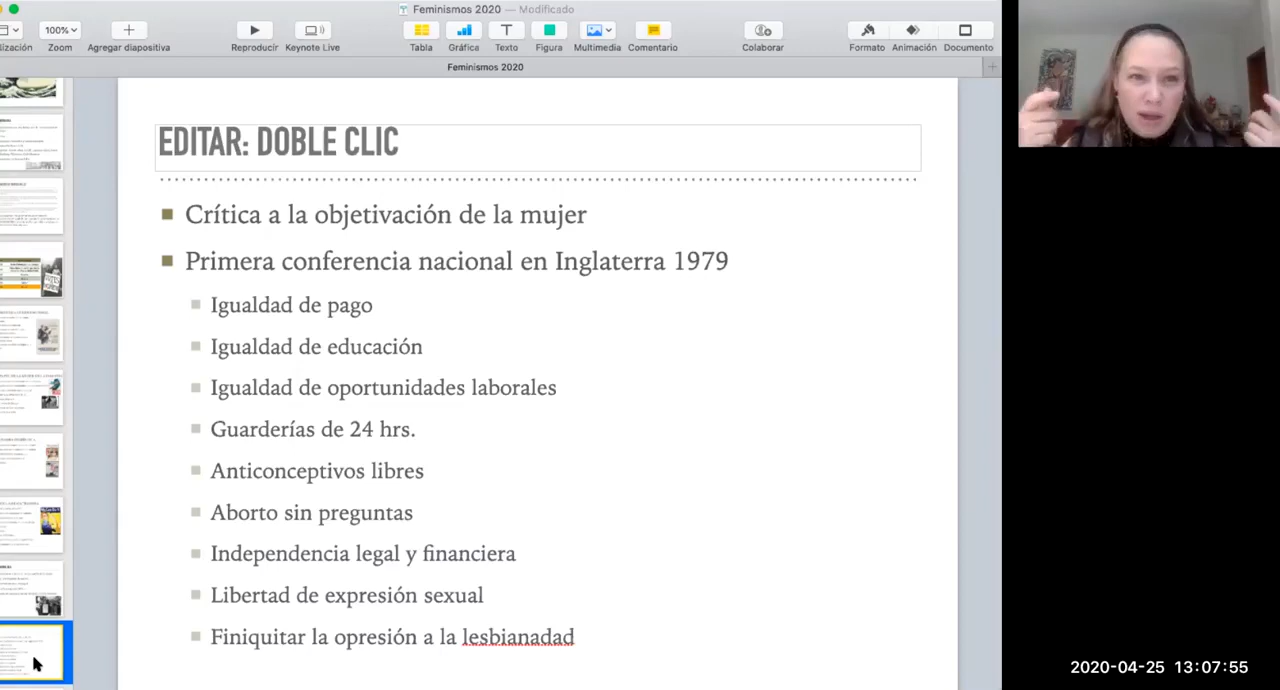 Feminismos 2020 — Modificado
lización
100%
Zoom
Agregar diapositiva
Reproducir
Keynote Live
Tabla
Gráfica
Texto
Figura
Multimedia
Comentario
Colaborar
Formato
Animación
Documento
Feminismos 2020
EDITAR: DOBLE CLIC
Crítica a la objetivación de la mujer
Primera conferencia nacional en Inglaterra 1979
Igualdad de pago
Igualdad de educación
Igualdad de oportunidades laborales
Guarderías de 24 hrs.
Anticonceptivos libres
Aborto sin preguntas
Independencia legal y financiera
Libertad de expresión sexual
Finiquitar la opresión a la lesbianadad
2020-04-25 13:07:55